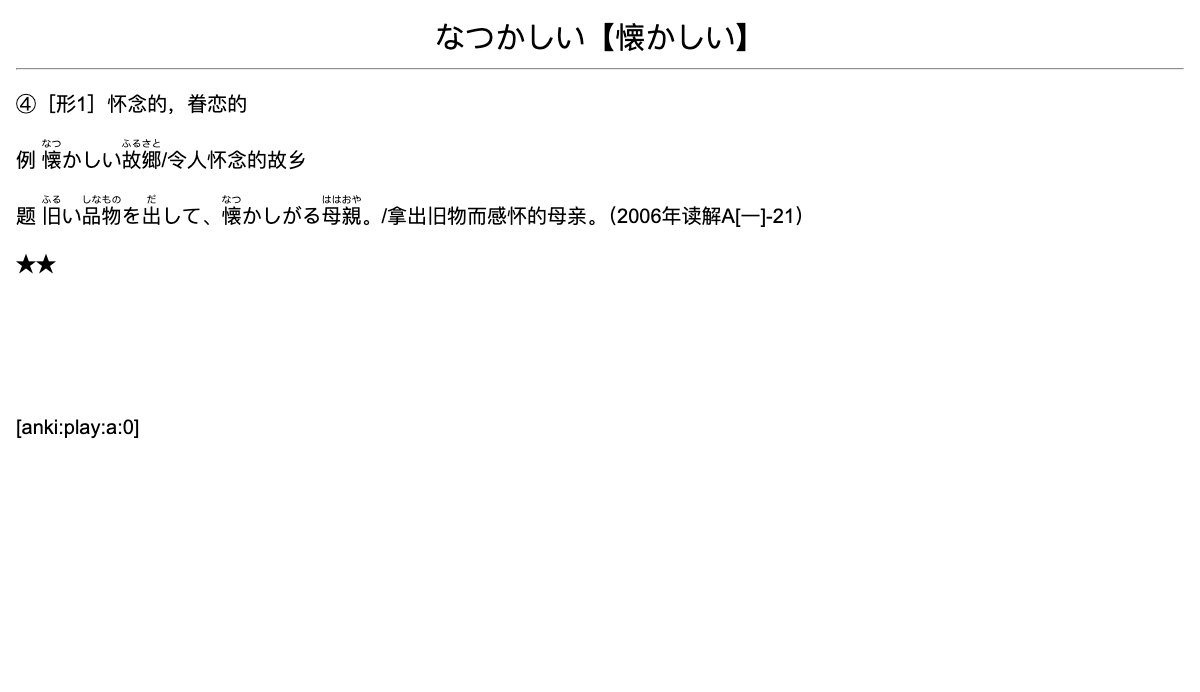 なつかしい【懐かしい】
④［形1］怀念的，眷恋的
例 懐かしい故郷/令人怀念的故乡
なつ ふるさと
题 旧い品物を出して、懐かしがる母親。/拿出旧物而感怀的母亲。（2006年读解A[一]-21）
ふる しなもの だ なつ ははおや
★★
[anki:play:a:0]